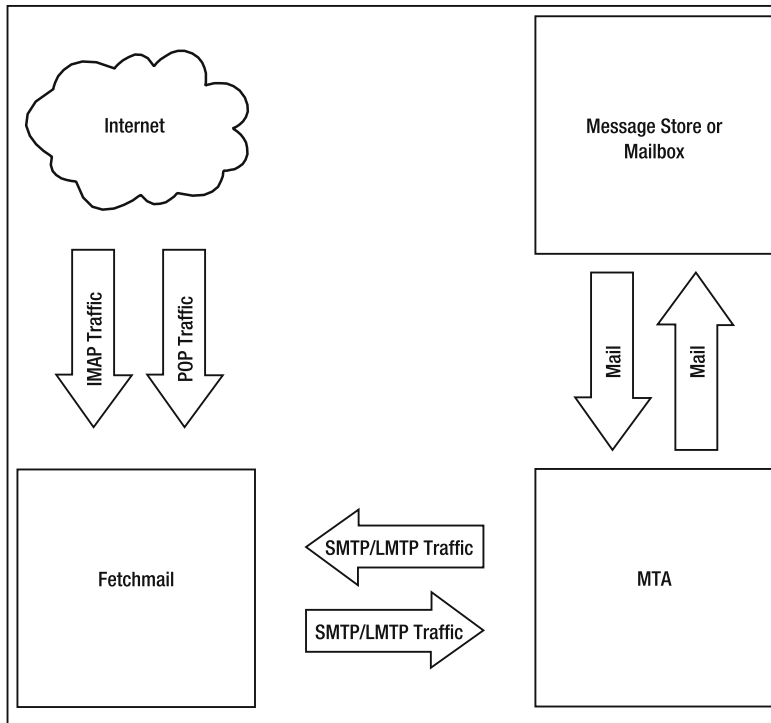 Internet
Message Store or
Mailbox
IMAP Traffic
POP Traffic
Mail
Mail
SMTP/LMTP Traffic
Fetchmail
MTA
SMTP/LMTP Traffic